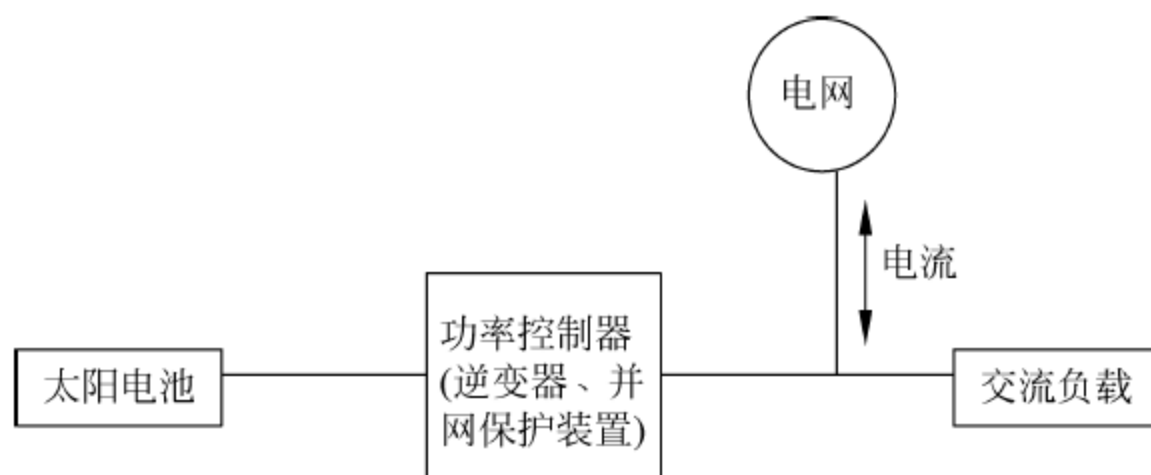 电网
电流
功率控制器
(逆变器、并
网保护装置)
太阳电池
交流负载